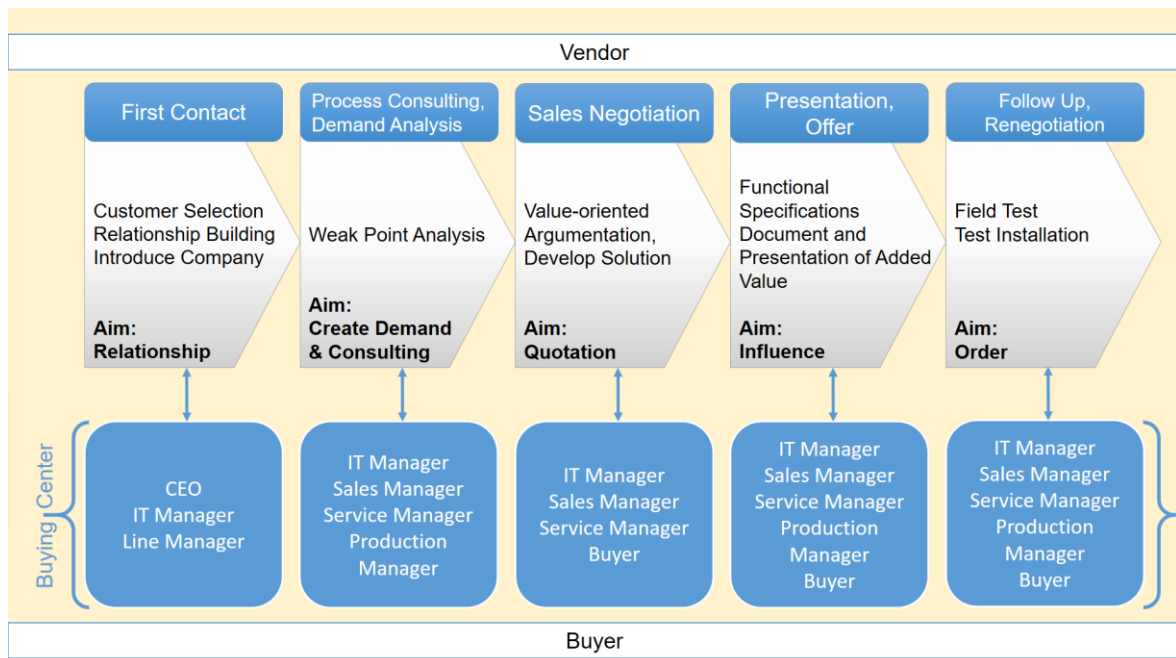 Vendor
First Contact
Process Consulting,
Demand Analysis
Sales Negotiation
Presentation,
Offer
Follow Up,
Renegotiation
Customer Selection
Relationship Building
Introduce Company
Aim:
Relationship
Weak Point Analysis
Aim:
Create Demand
& Consulting
Value-oriented
Argumentation,
Develop Solution
Aim:
Quotation
Functional
Specifications
Document and
Presentation of Added
Value
Aim:
Influence
Field Test
Test Installation
Aim:
Order
Buying Center
CEO
IT Manager
Line Manager
IT Manager
Sales Manager
Service Manager
Production
Manager
IT Manager
Sales Manager
Service Manager
Buyer
IT Manager
Sales Manager
Service Manager
Production
Manager
Buyer
IT Manager
Sales Manager
Service Manager
Production
Manager
Buyer
Buyer